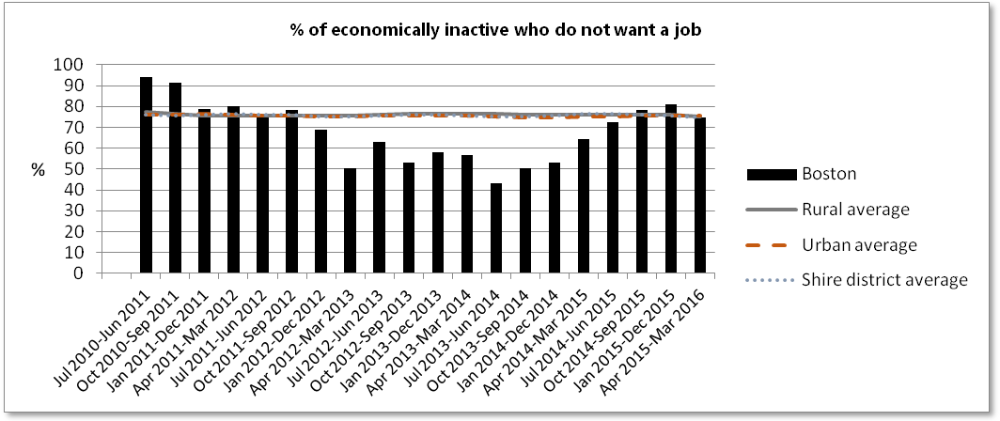 % of economically inactive who do not want a job
100
90
80
70
60
50
40
30
20
10
0
%
Jul 2010-Jun 2011
Oct 2010-Sep 2011
Jan 2011-Dec 2011
Apr 2011-Mar 2012
Jul 2011-Jun 2012
Oct 2011-Sep 2012
Jan 2012-Dec 2012
Apr 2012-Mar 2013
Jul 2012-Jun 2013
Oct 2012-Sep 2013
Jan 2013-Dec 2013
Apr 2013-Mar 2014
Jul 2013-Jun 2014
Oct 2013-Sep 2014
Jan 2014-Dec 2014
Apr 2014-Mar 2015
Jul 2014-Jun 2015
Oct 2014-Sep 2015
Jan 2015-Dec 2015
Apr 2015-Mar 2016
Boston
Rural average
Urban average
Shire district average